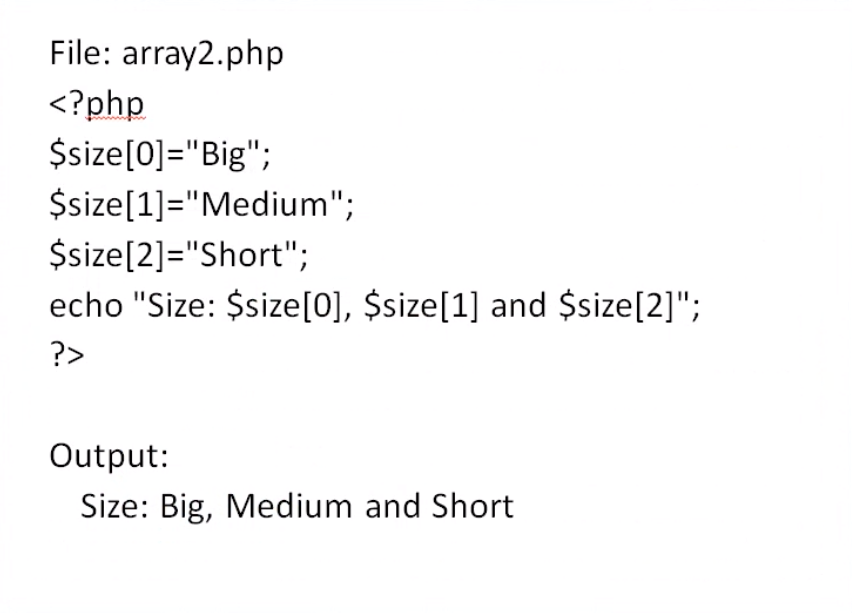 File: array2.php
<?php
$size[0]="Big";
$size[1]="Medium";
$size[2]="Short";
echo "Size: $size[0], $size[1] and $size[2]";
?>
Output:
Size: Big, Medium and Short